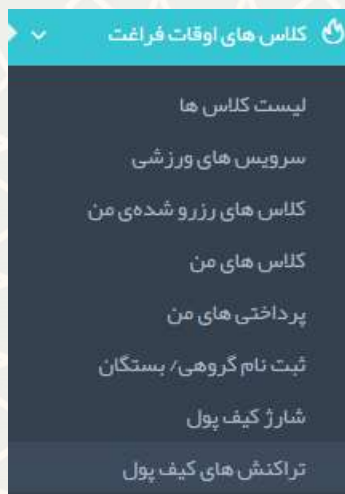 کلاس های اوقات فراغت
لیست کلاس ها
سرویس های ورزشی
کلاس های رزرو شده‌ی من
کلاس های من
پرداختی های من
ثبت نام گروهی/ بستگان
شارژ کیف پول
تراکنش های کیف پول